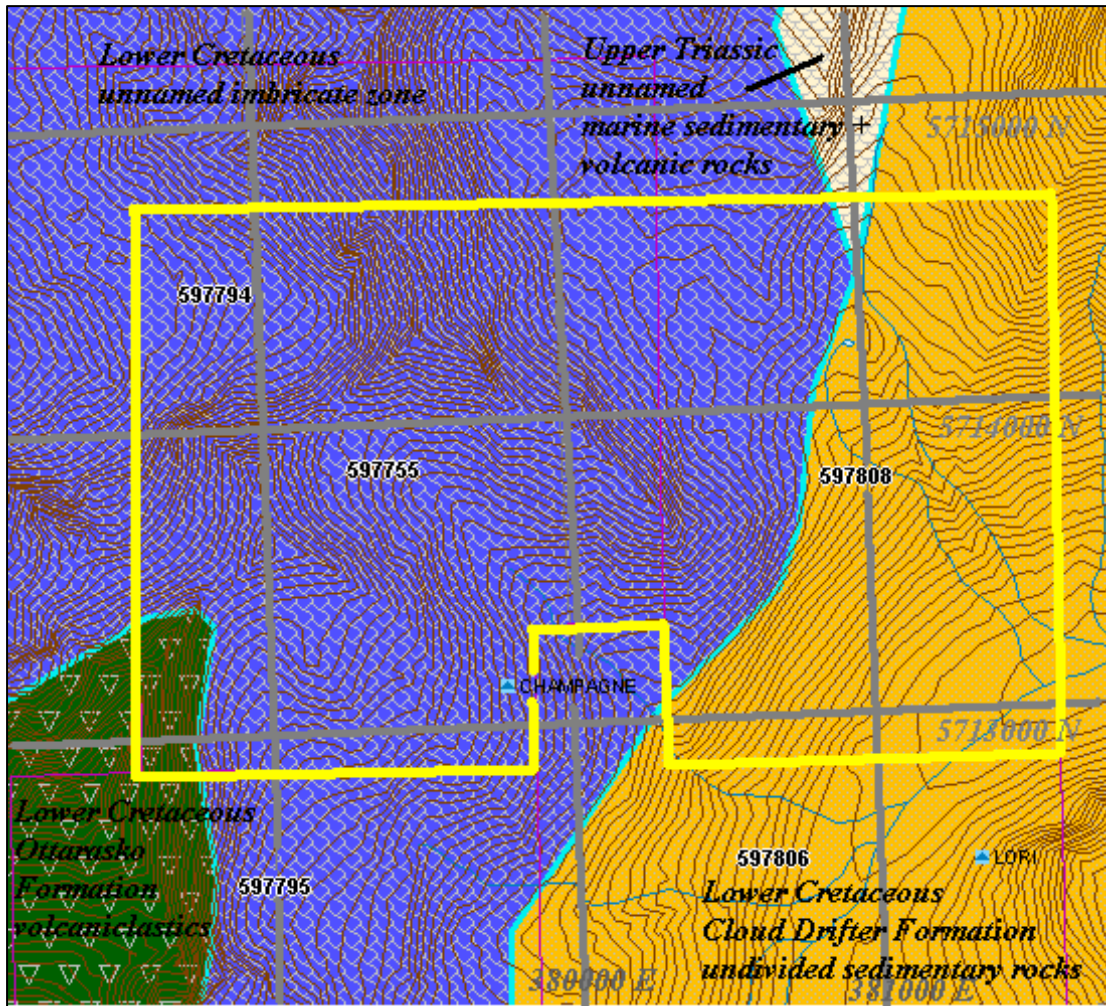 Lower Cretaceous
unnamed imbricate zone
Upper Triassic
unnamed
marine sedimentary +
volcanic rocks
5715000 N
597794
5714000 N
597755
597808
CHAMPAGNE
5713000 N
Lower Cretaceous
Ottarasko
Formation
volcaniclastics
597795
597806
LORI
Lower Cretaceous
Cloud Drifter Formation
undivided sedimentary rocks
380000 E
381000 E